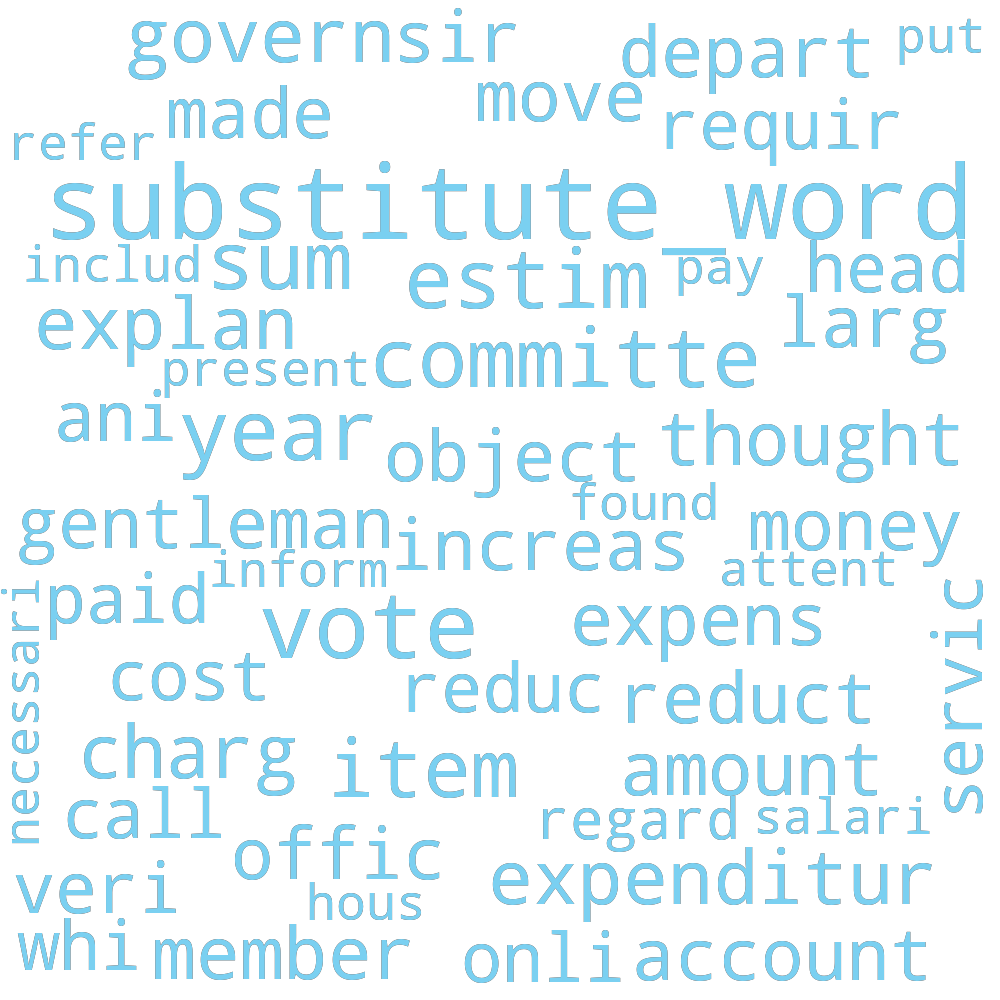 governsir
depart
put
made
move
requir
refer
substitute_word
includ
sum
estim
pay
head
explan
larg
present
committe
ani
year
object
thought
found
gentleman
increas
money
inform
attent
paid
vote
expens
servic
necessari
cost
reduc
reduct
charg
item
amount
call
regard
salari
offic
expenditur
veri
hous
whi
member
onli
account